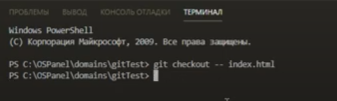 ПРОБЛЕМЫ ВЫВОД КОНСОЛЬ ОТЛАДКИ ТЕРМИНАЛ
Windows PowerShell
(C) Корпорация Майкрософт, 2009. Все права защищены.
PS C:\OSPanel\domains\gitTest> git checkout -- index.html
PS C:\OSPanel\domains\gitTest>